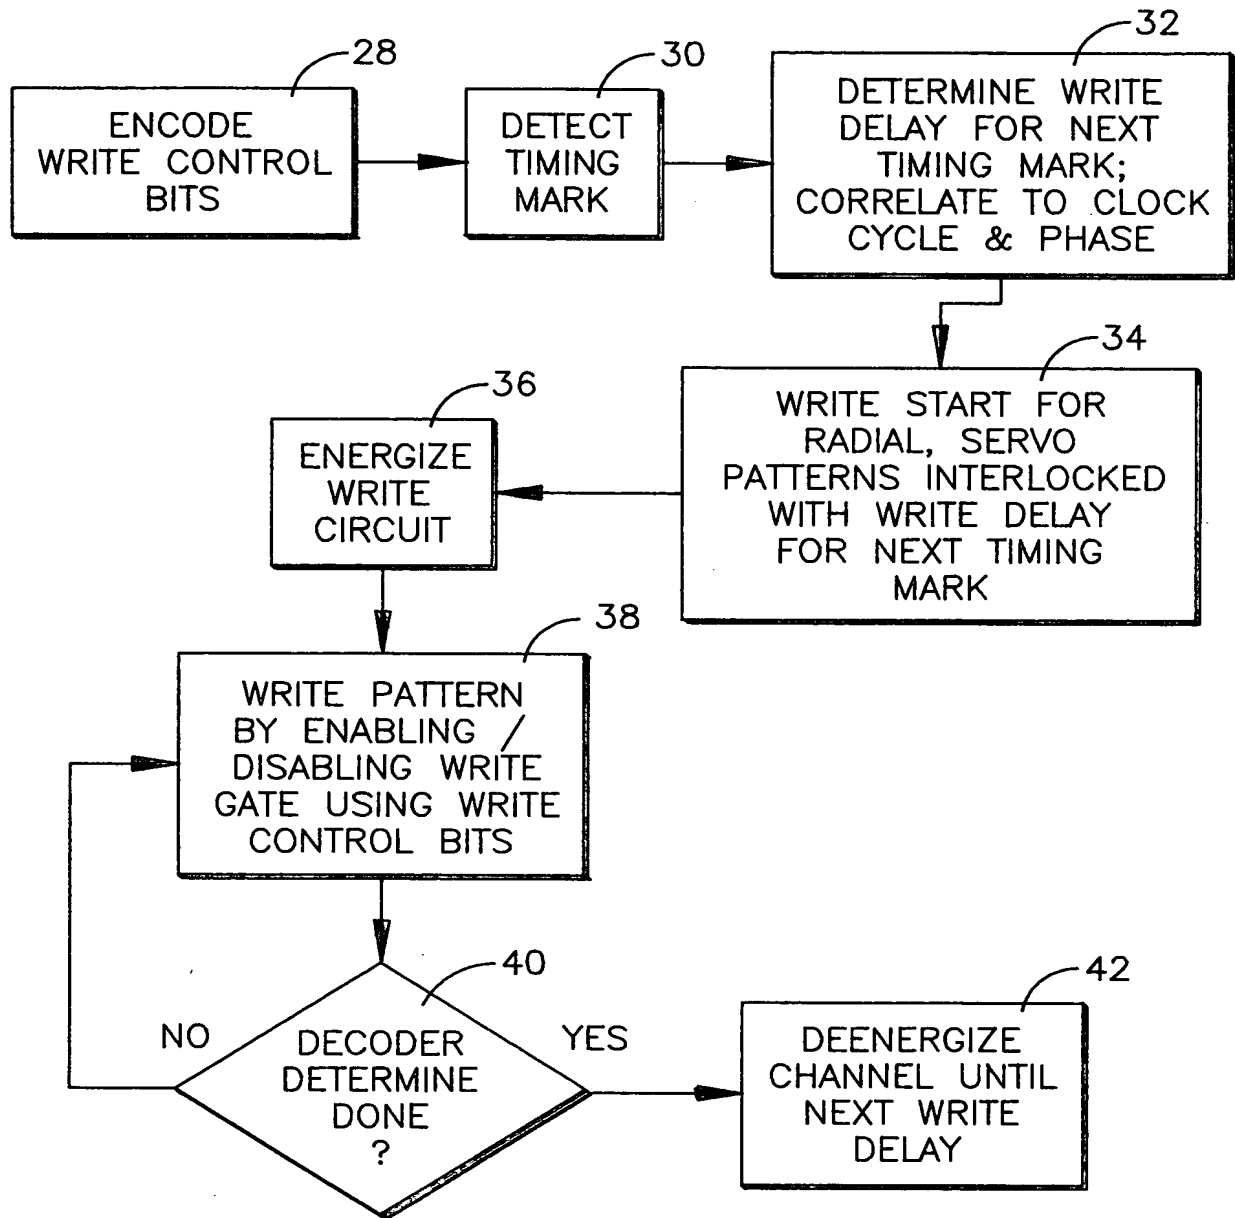 28
ENCODE
WRITE CONTROL
BITS
30
DETECT
TIMING
MARK
32
DETERMINE WRITE
DELAY FOR NEXT
TIMING MARK;
CORRELATE TO CLOCK
CYCLE & PHASE
34
WRITE START FOR
RADIAL, SERVO
PATTERNS INTERLOCKED
WITH WRITE DELAY
FOR NEXT TIMING
MARK
36
ENERGIZE
WRITE
CIRCUIT
38
WRITE PATTERN
BY ENABLING /
DISABLING WRITE
GATE USING WRITE
CONTROL BITS
40
DECODER
DETERMINE
DONE
?
NO
YES
42
DEENERGIZE
CHANNEL UNTIL
NEXT WRITE
DELAY